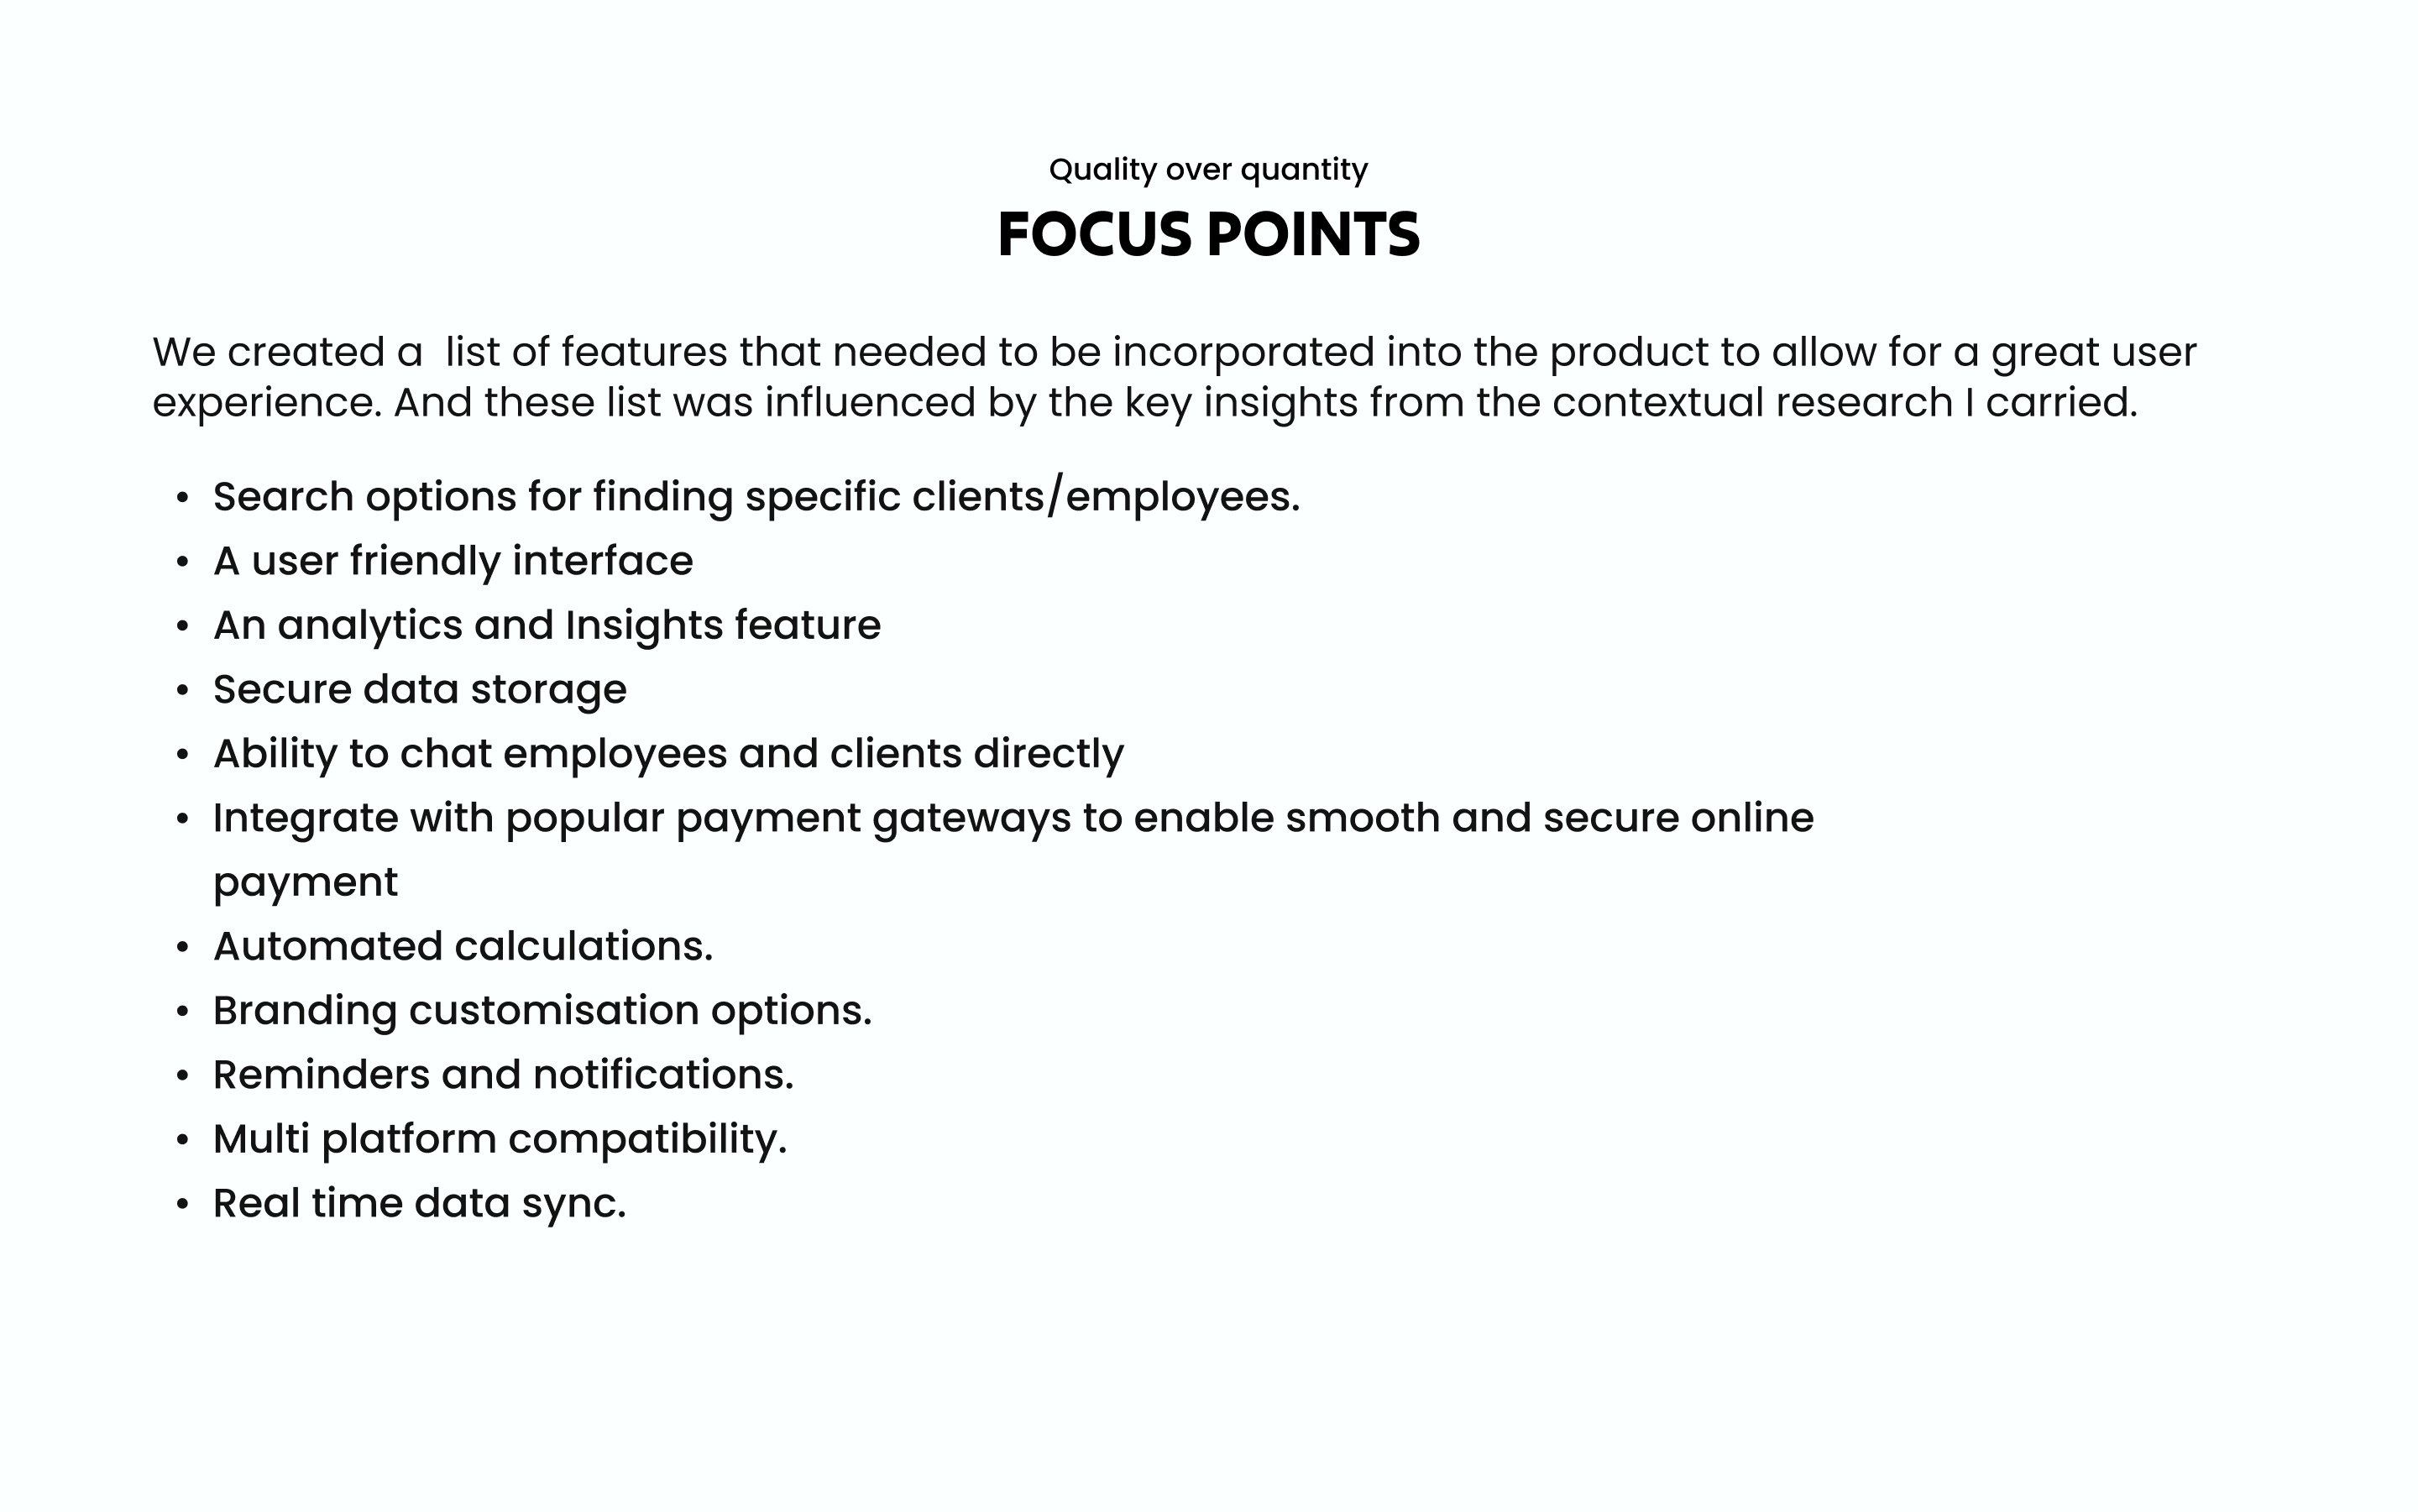 Quality over quantity
FOCUS POINTS
We created a  list of features that needed to be incorporated into the product to allow for a great user
experience. And these list was influenced by the key insights from the contextual research I carried.
• Search options for finding specific clients/employees.
• A user friendly interface
• An analytics and Insights feature
• Secure data storage
• Ability to chat employees and clients directly
• Integrate with popular payment gateways to enable smooth and secure online
payment
• Automated calculations.
• Branding customisation options.
• Reminders and notifications.
• Multi platform compatibility.
• Real time data sync.